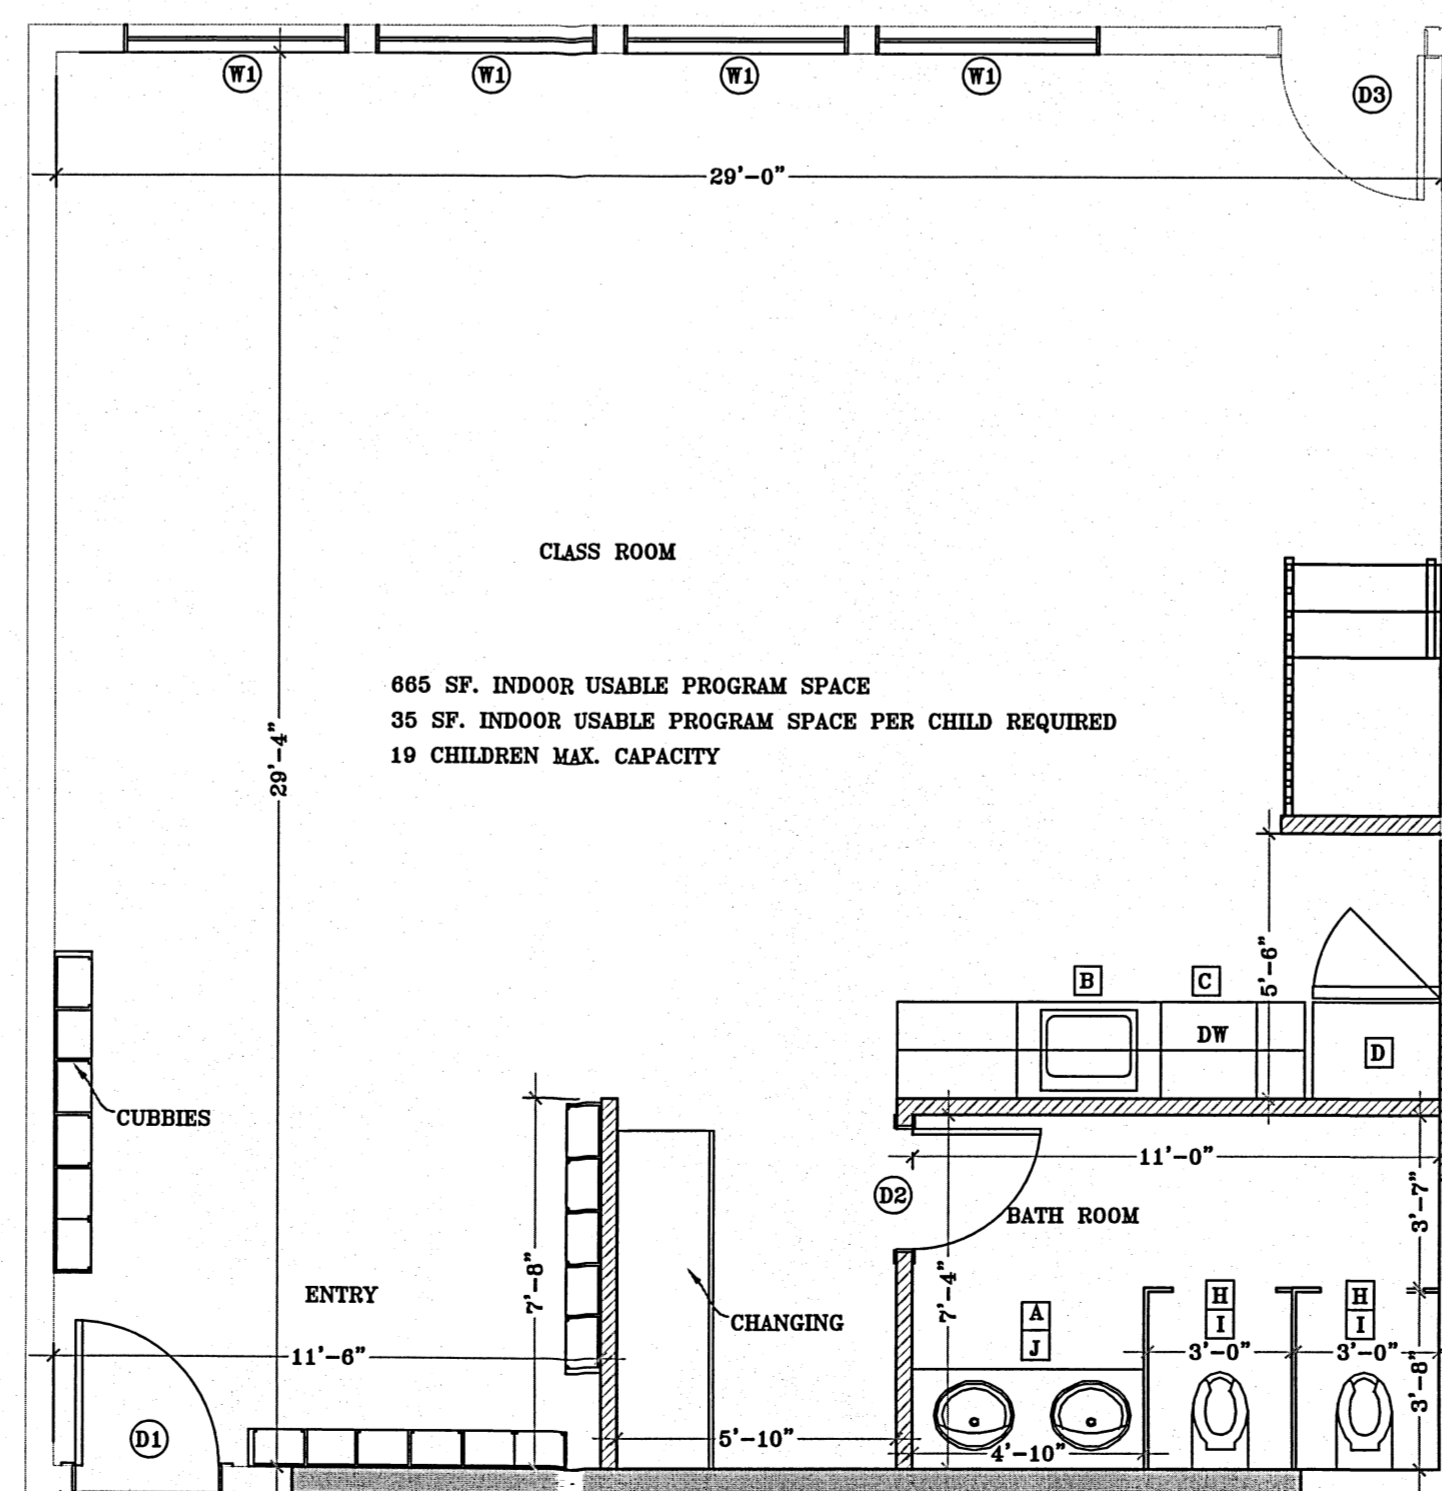 W1 W1 W1 W1
D3
29'-0"
CLASS ROOM
665 SF. INDOOR USABLE PROGRAM SPACE
35 SF. INDOOR USABLE PROGRAM SPACE PER CHILD REQUIRED
19 CHILDREN MAX. CAPACITY
29'-4"
5'-6"
B C
DW
D
CUBBIES
11'-0"
D2
BATH ROOM
3'-7"
ENTRY
7'-8"
CHANGING
7'-4"
A
J
H
I
H
I
11'-6"
3'-0" 3'-0"
3'-8"
D1
5'-10"
4'-10"